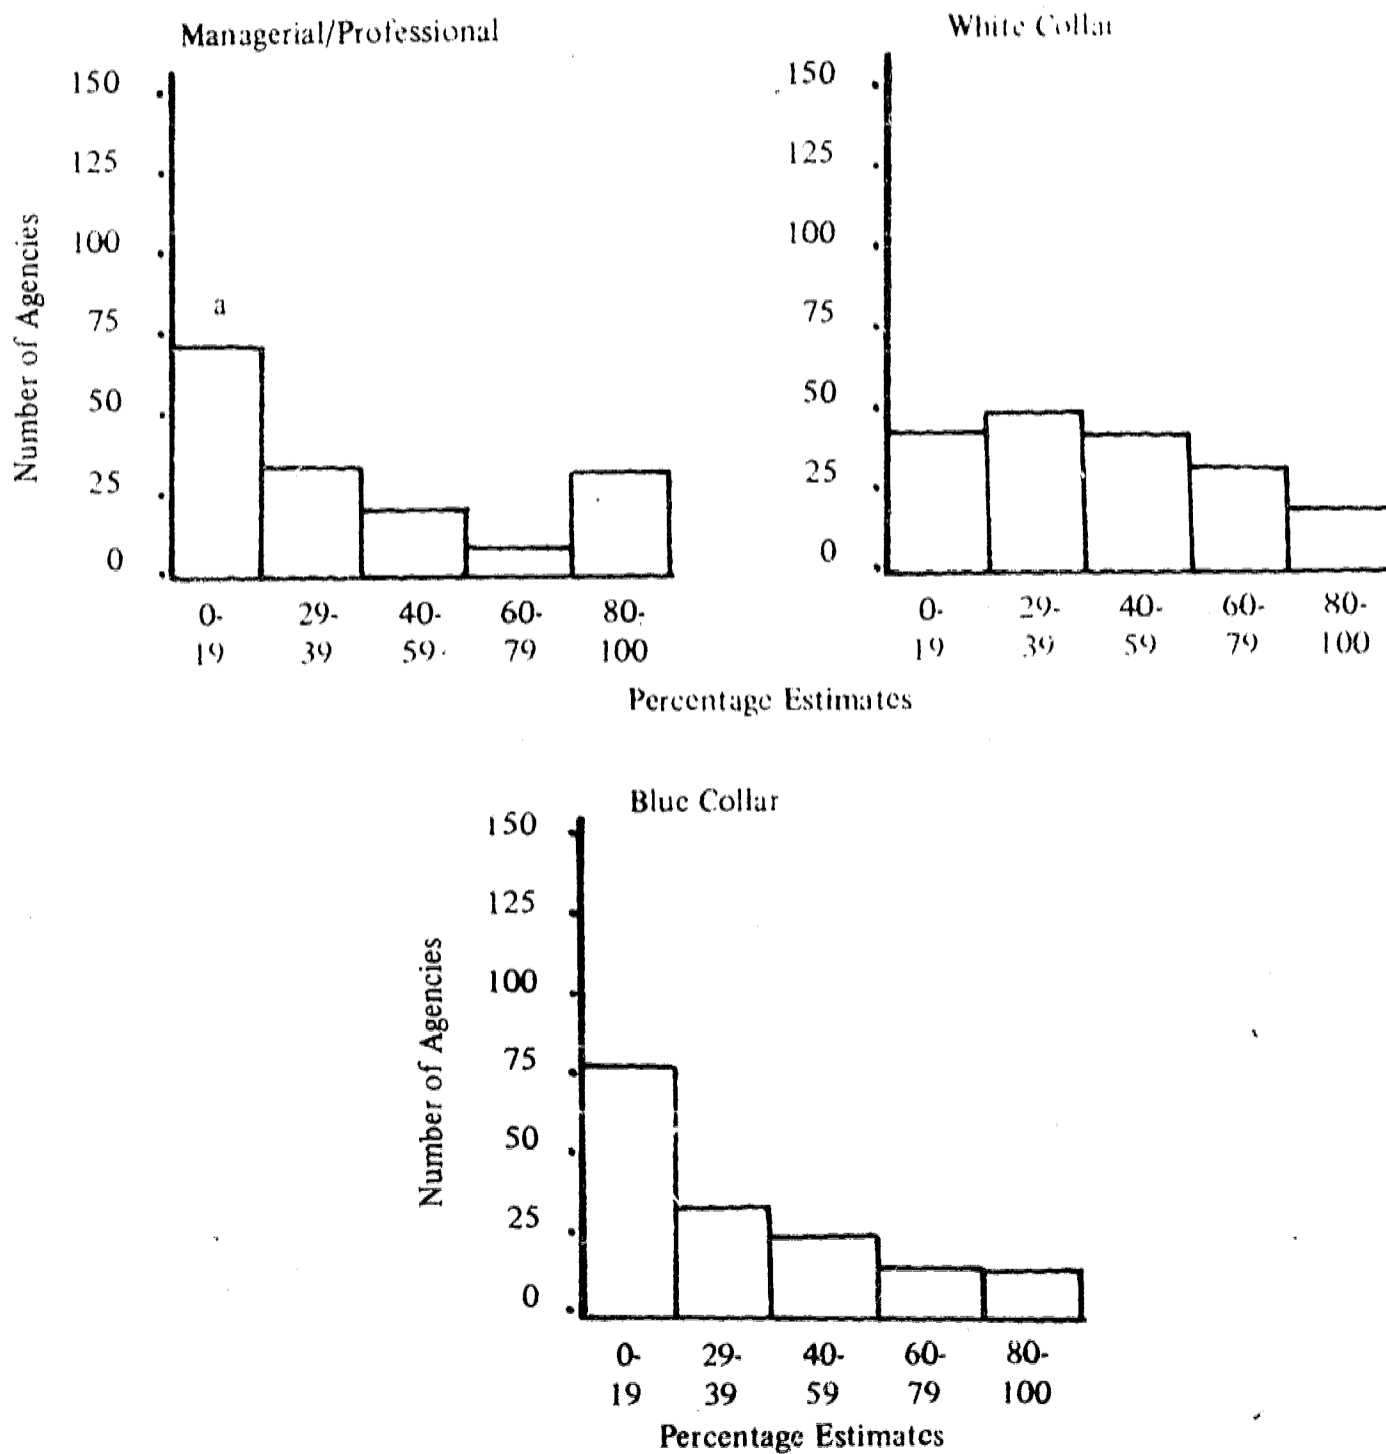 Managerial/Professional
150
125
100
75
50
25
0
Number of Agencies
a
0- 29- 40- 60- 80-
19 39 59 79 100
White Collar
150
125
100
75
50
25
0
0- 29- 40- 60- 80-
19 39 59 79 100
Percentage Estimates
Blue Collar
150
125
100
75
50
25
0
Number of Agencies
0- 29- 40- 60- 80-
19 39 59 79 100
Percentage Estimates